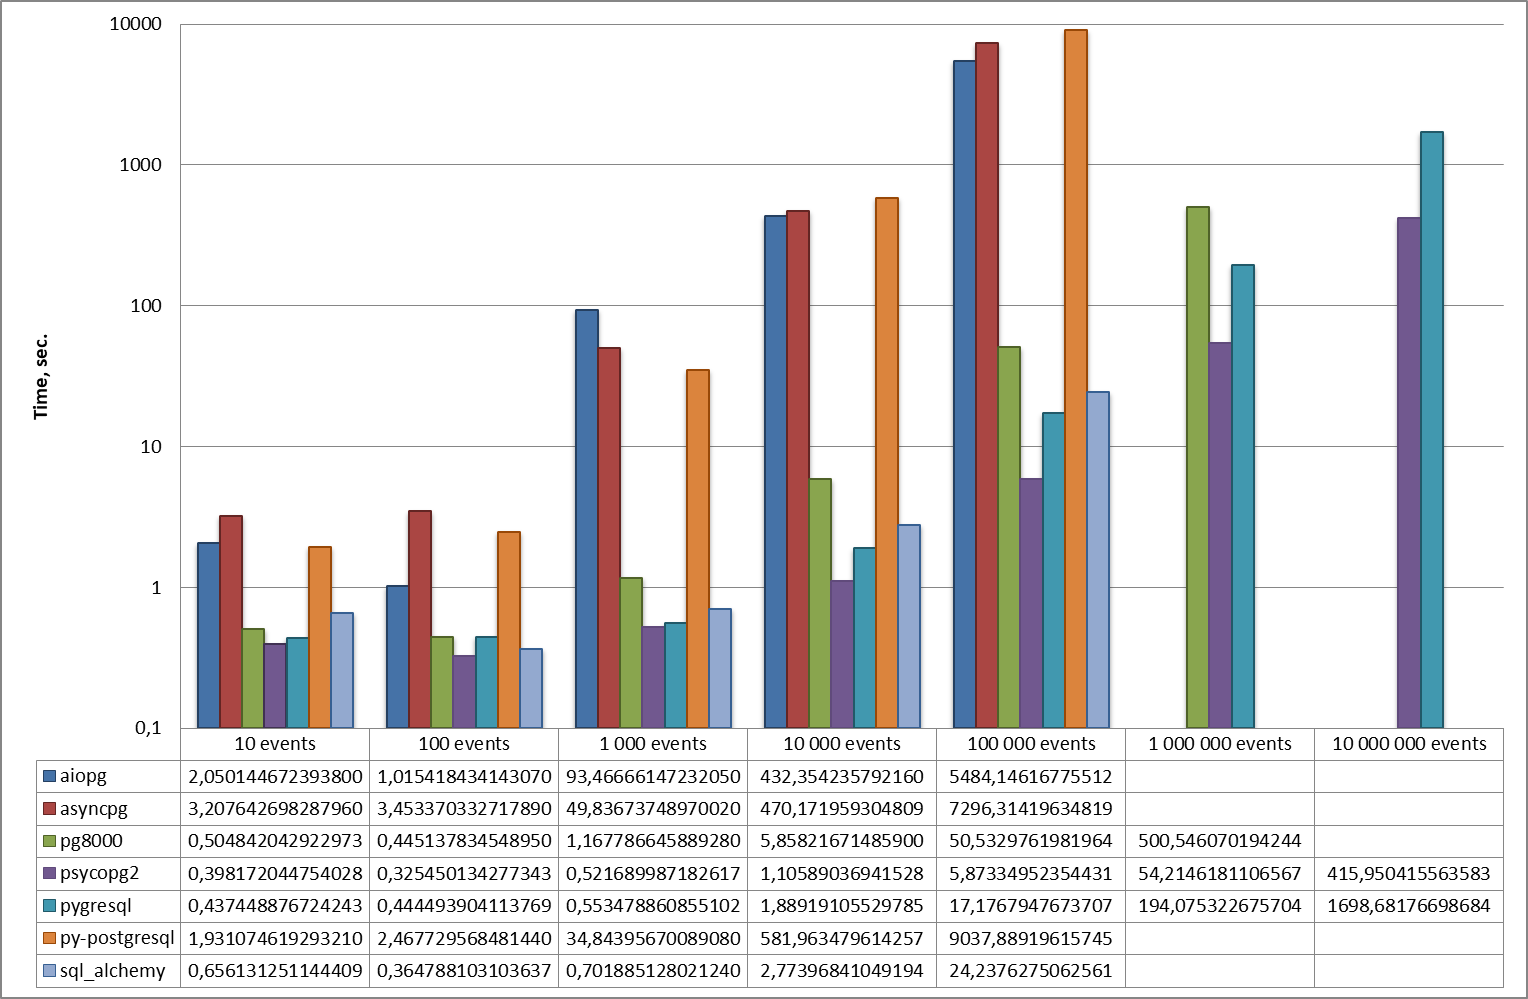 10000
1000
100
10
1
0,1
Time, sec.
10 events 100 events 1 000 events 10 000 events 100 000 events 1 000 000 events 10 000 000 events
aiopg 2,050144672393800 1,015418434143070 93,46666147232050 432,354235792160 5484,14616775512
asyncpg 3,207642698287960 3,453370332717890 49,83673748970020 470,171959304809 7296,31419634819
pg8000 0,504842042922973 0,445137834548950 1,167786645889280 5,85821671485900 50,5329761981964 500,546070194244
psycopg2 0,398172044754028 0,325450134277343 0,521689987182617 1,10589036941528 5,87334952354431 54,2146181106567 415,950415563583
pygresql 0,437448876724243 0,444493904113769 0,553478860855102 1,88919105529785 17,1767947673707 194,075322675704 1698,68176698684
py-postgresql 1,931074619293210 2,467729568481440 34,84395670089080 581,963479614257 9037,88919615745
sql_alchemy 0,656131251144409 0,364788103103637 0,701885128021240 2,77396841049194 24,2376275062561